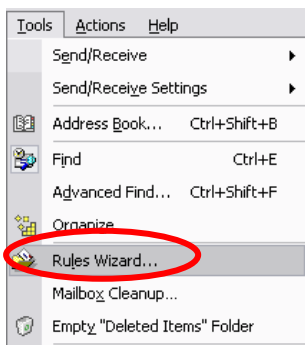 Tools Actions Help
Send/Receive
Send/Receive Settings
Address Book... Ctrl+Shift+B
Find Ctrl+E
Advanced Find... Ctrl+Shift+F
Organize
Rules Wizard...
Mailbox Cleanup...
Empty "Deleted Items" Folder